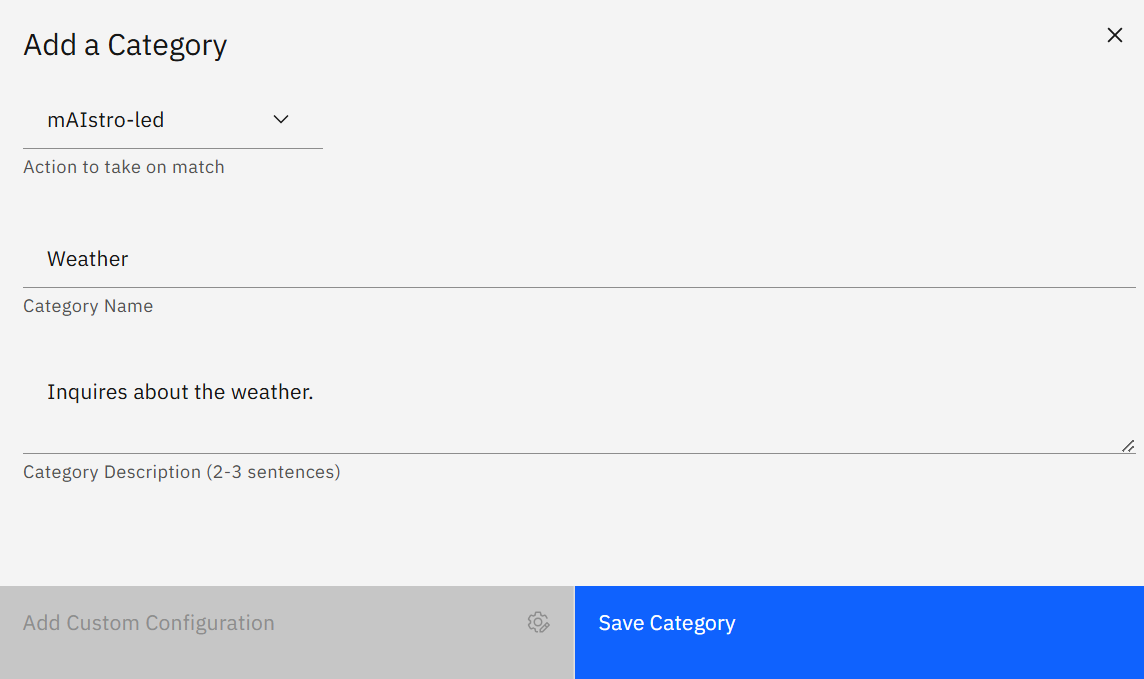 Add a Category
mAIstro-led
Action to take on match
Weather
Category Name
Inquires about the weather.
Category Description (2-3 sentences)
Add Custom Configuration
Save Category